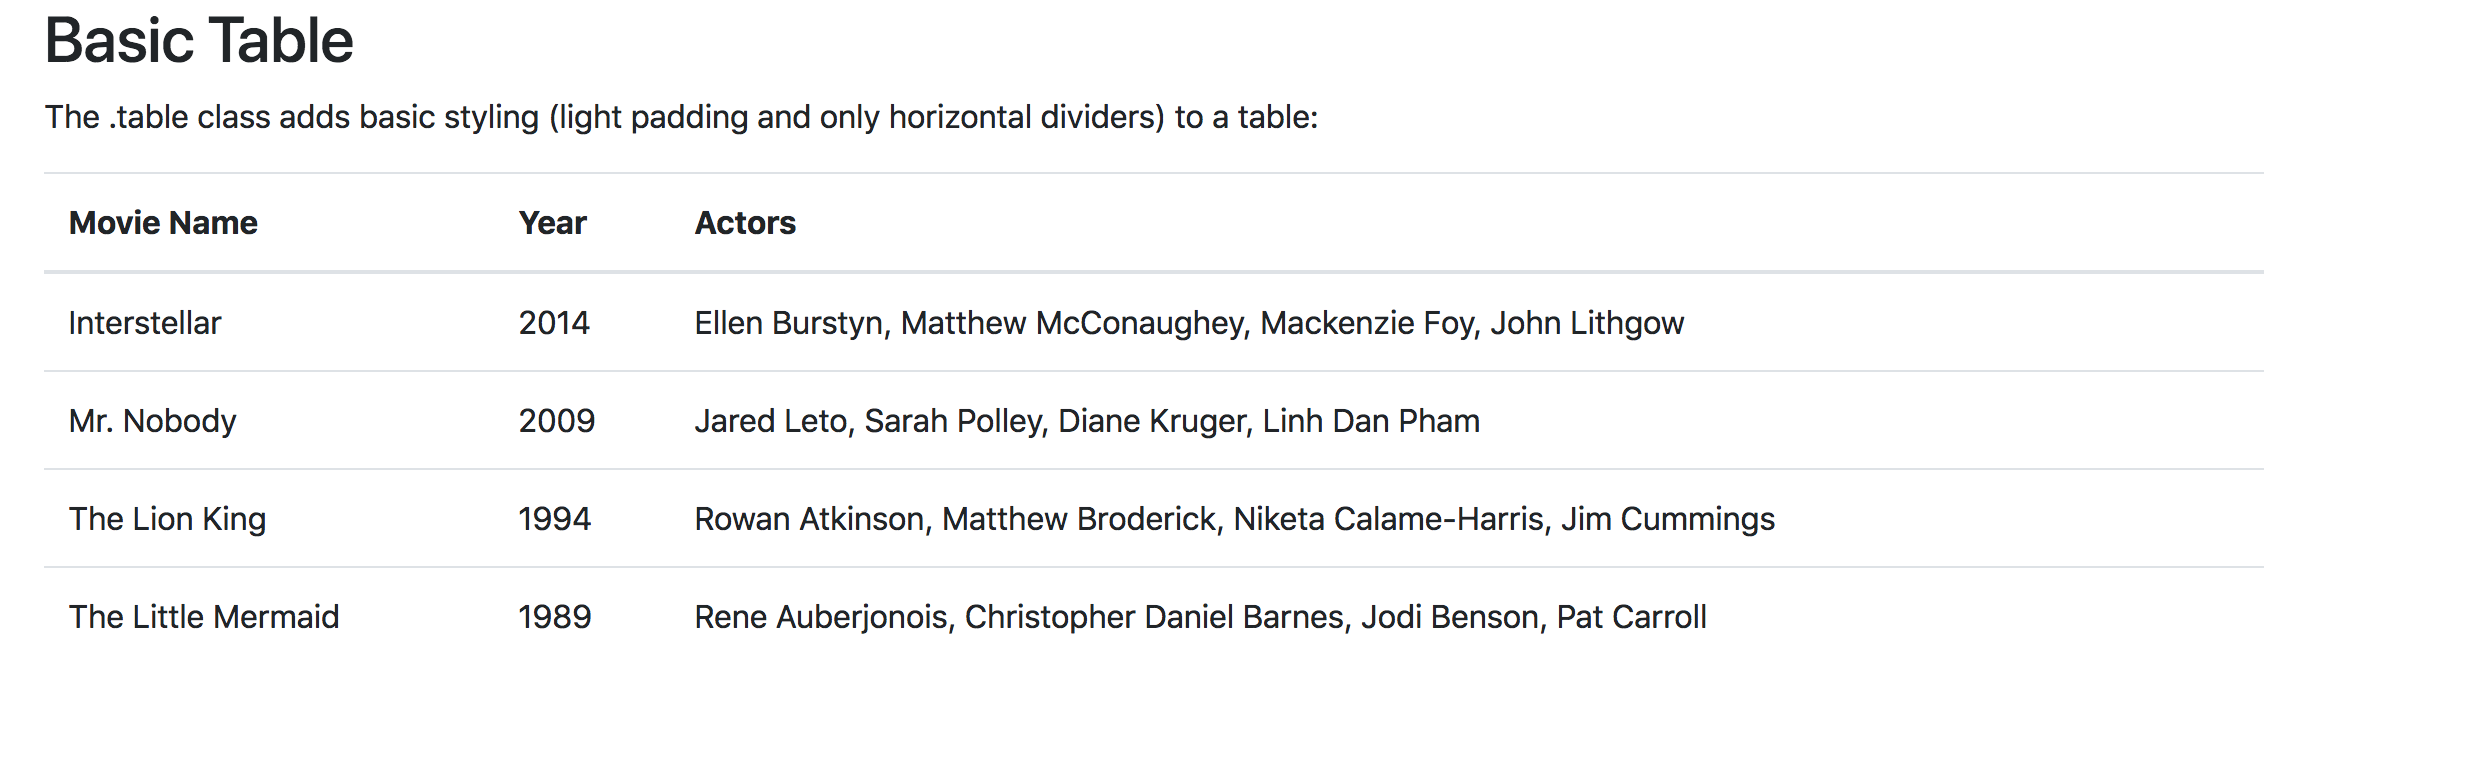 Basic Table
The .table class adds basic styling (light padding and only horizontal dividers) to a table:
Movie Name Year Actors
Interstellar 2014 Ellen Burstyn, Matthew McConaughey, Mackenzie Foy, John Lithgow
Mr. Nobody 2009 Jared Leto, Sarah Polley, Diane Kruger, Linh Dan Pham
The Lion King 1994 Rowan Atkinson, Matthew Broderick, Niketa Calame-Harris, Jim Cummings
The Little Mermaid 1989 Rene Auberjonois, Christopher Daniel Barnes, Jodi Benson, Pat Carroll